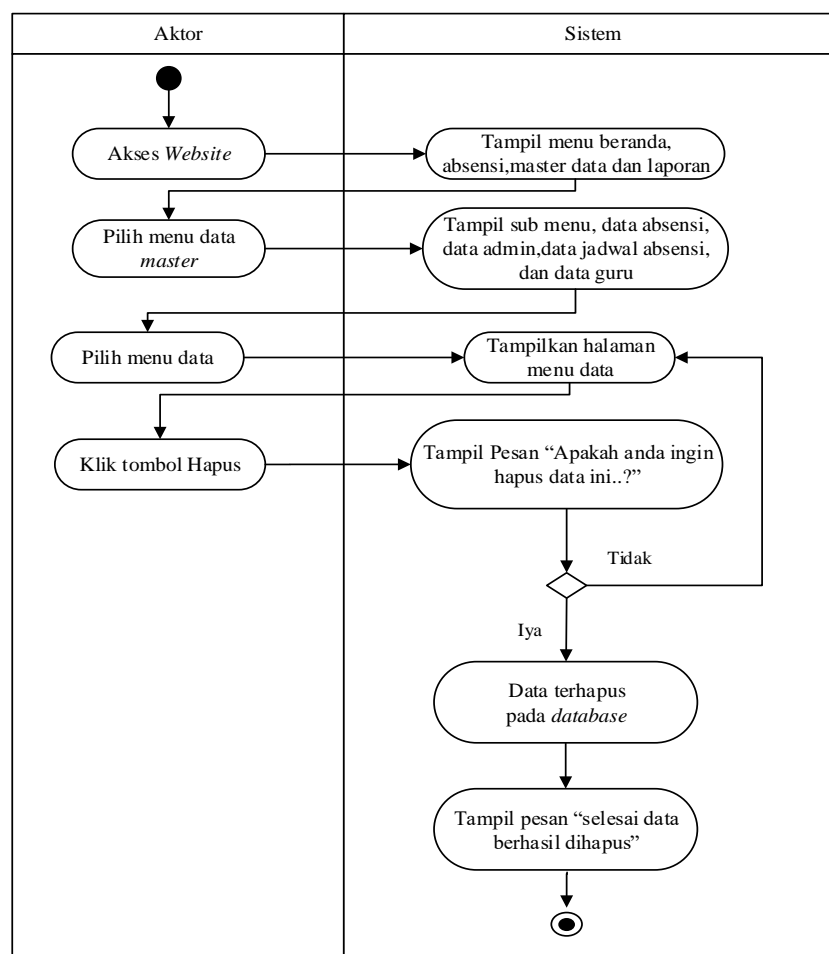 Aktor
Sistem
Akses Website
Tampil menu beranda,
absensi,master data dan laporan
Pilih menu data
master
Tampil sub menu, data absensi,
data admin,data jadwal absensi,
dan data guru
Pilih menu data
Tampilkan halaman
menu data
Klik tombol Hapus
Tampil Pesan “Apakah anda ingin
hapus data ini..?”
Tidak
Iya
Data terhapus
pada database
Tampil pesan “selesai data
berhasil dihapus”